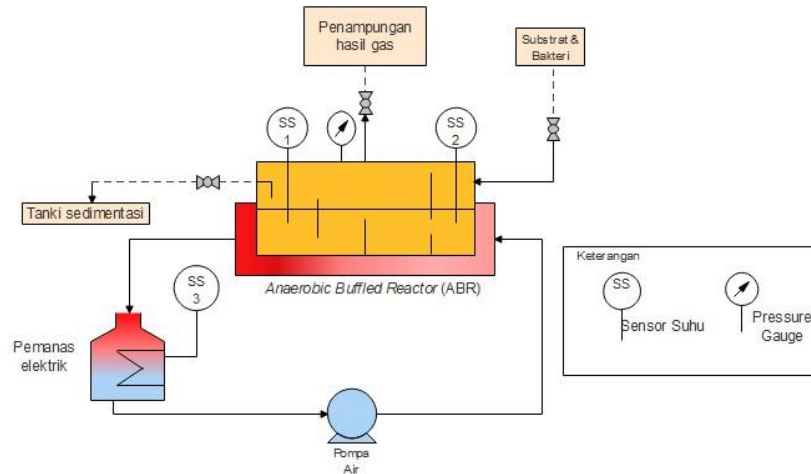 Penampungan
hasil gas
Substrat &
Bakteri
SS
1
SS
2
Tanki sedimentasi
Anaerobic Buffled Reactor (ABR)
SS
3
Pemanas
elektrik
Pompa
Air
Keterangan
SS
Sensor Suhu
Pressure
Gauge